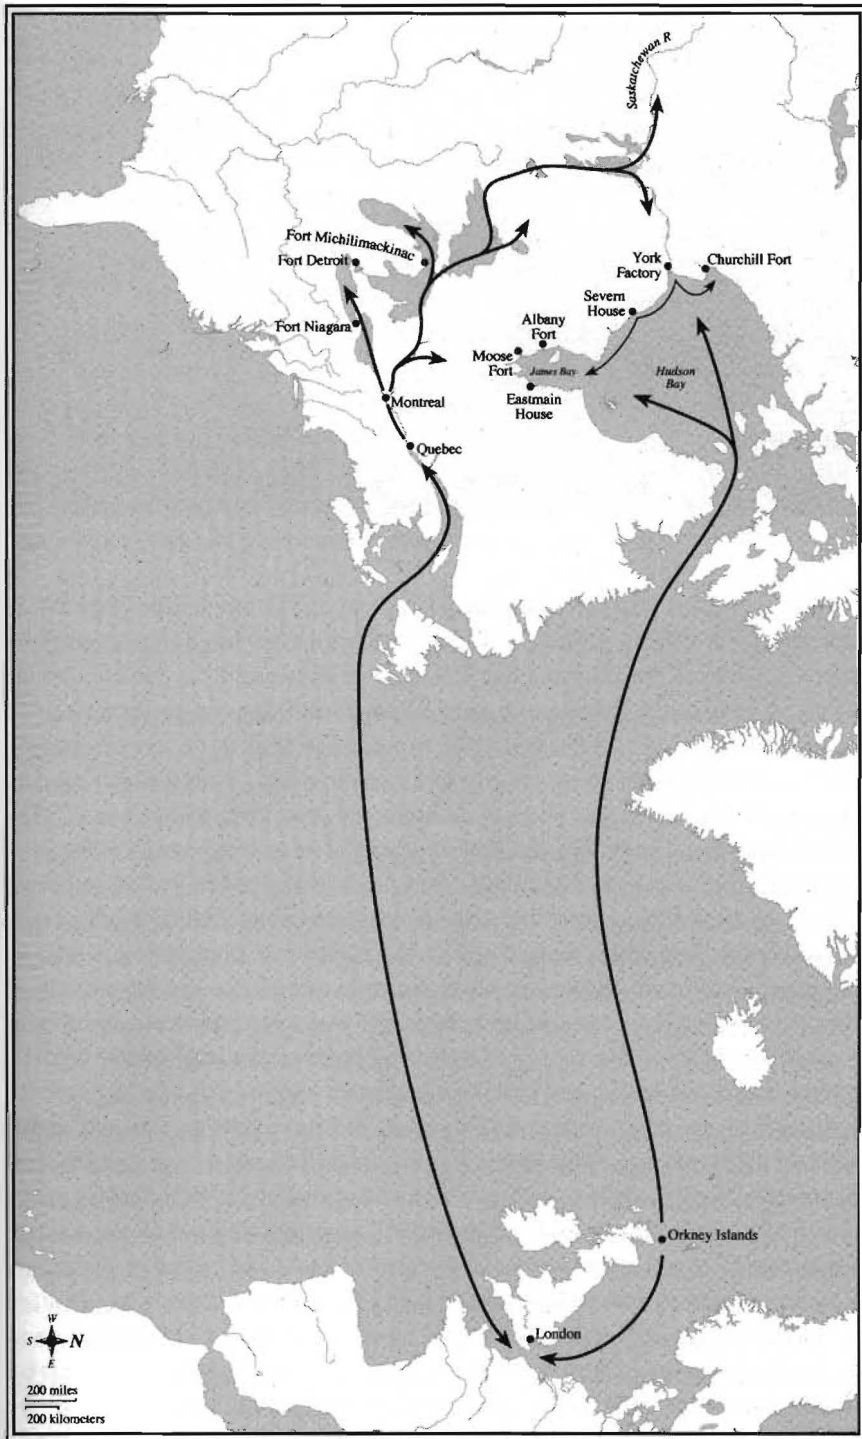 Saskatchewan R
Fort Michilimackinac
Fort Detroit
York
Factory
Churchill Fort
Severn
House
Fort Niagara
Albany
Fort
Moose
Fort
James Bay
Hudson
Bay
Eastmain
House
Montreal
Quebec
Orkney Islands
London
W
S
N
E
200 miles
200 kilometers